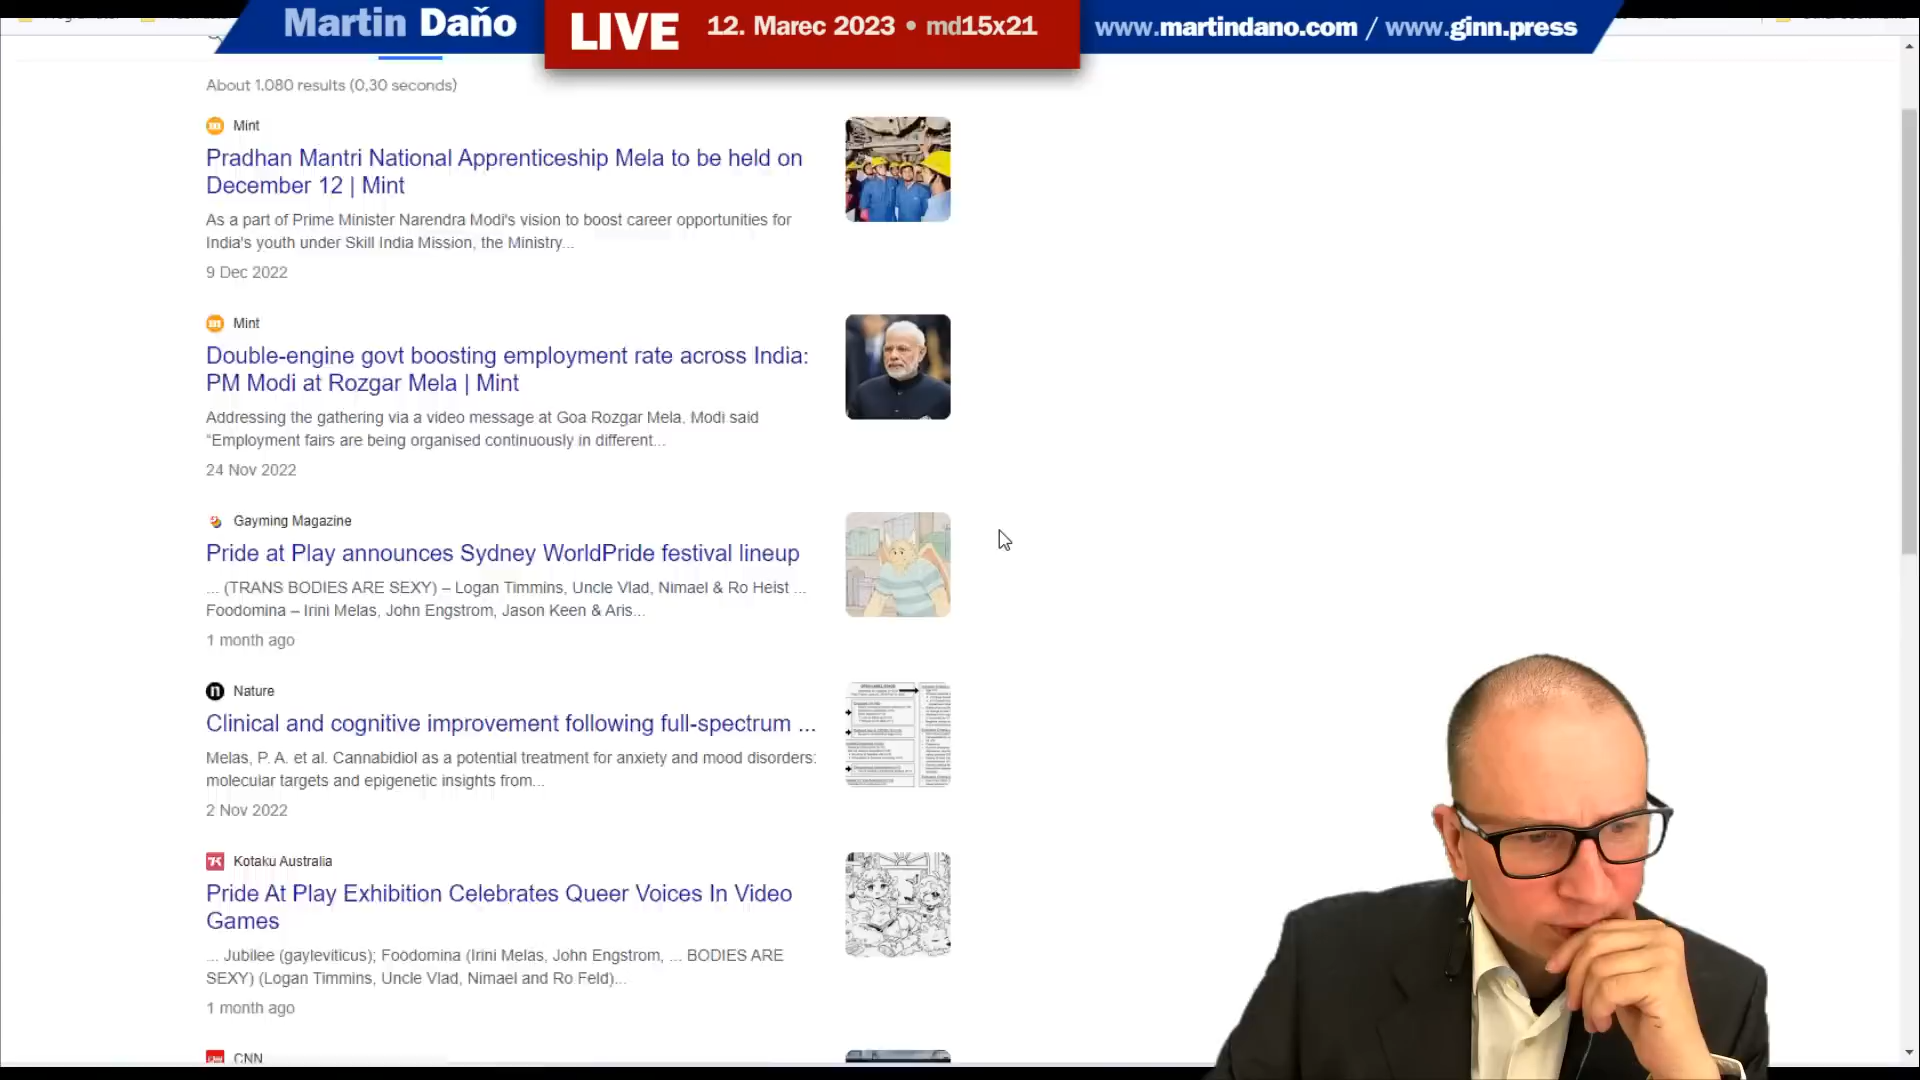 Martin Daňo
LIVE
12. Marec 2023 • md15x21
www.martindano.com / www.ginn.press
About 1.080 results (0,30 seconds)
Mint
Pradhan Mantri National Apprenticeship Mela to be held on
December 12 | Mint
As a part of Prime Minister Narendra Modi's vision to boost career opportunities for
India's youth under Skill India Mission, the Ministry...
9 Dec 2022
Mint
Double-engine govt boosting employment rate across India:
PM Modi at Rozgar Mela | Mint
Addressing the gathering via a video message at Goa Rozgar Mela, Modi said
“Employment fairs are being organised continuously in different...
24 Nov 2022
Gayming Magazine
Pride at Play announces Sydney WorldPride festival lineup
... (TRANS BODIES ARE SEXY) – Logan Timmins, Uncle Vlad, Nimael & Ro Heist ...
Foodomina – Irini Melas, John Engstrom, Jason Keen & Aris...
1 month ago
Nature
Clinical and cognitive improvement following full-spectrum ...
Melas, P. A. et al. Cannabidiol as a potential treatment for anxiety and mood disorders:
molecular targets and epigenetic insights from...
2 Nov 2022
Kotaku Australia
Pride At Play Exhibition Celebrates Queer Voices In Video
Games
... Jubilee (gayleviticus); Foodomina (Irini Melas, John Engstrom, ... BODIES ARE
SEXY) (Logan Timmins, Uncle Vlad, Nimael and Ro Feld)...
1 month ago
CNN